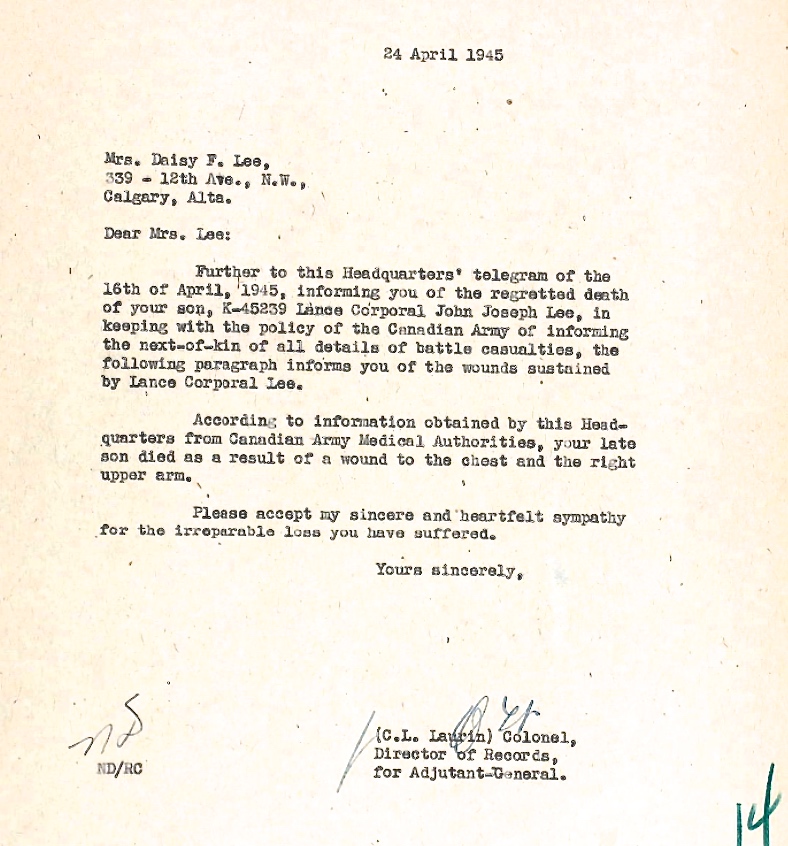 24 April 1945
Mrs. Daisy F. Lee,
339 - 12th Ave., N.W.,
Calgary, Alta.
Dear Mrs. Lee:
Further to this Headquarters' telegram of the
16th of April, 1945, informing you of the regretted death
of your son, K-45239 Lance Corporal John Joseph Lee, in
keeping with the policy of the Canadian Army of informing
the next-of-kin of all details of battle casualties, the
following paragraph informs you of the wounds sustained
by Lance Corporal Lee.
According to information obtained by this Head-
quarters from Canadian Army Medical Authorities, your late
son died as a result of a wound to the chest and the right
upper arm.
Please accept my sincere and heartfelt sympathy
for the irreparable loss you have suffered.
Yours sincerely,
(C.L. Laurin) Colonel,
Director of Records,
for Adjutant-General.
ND
ND/RC
14